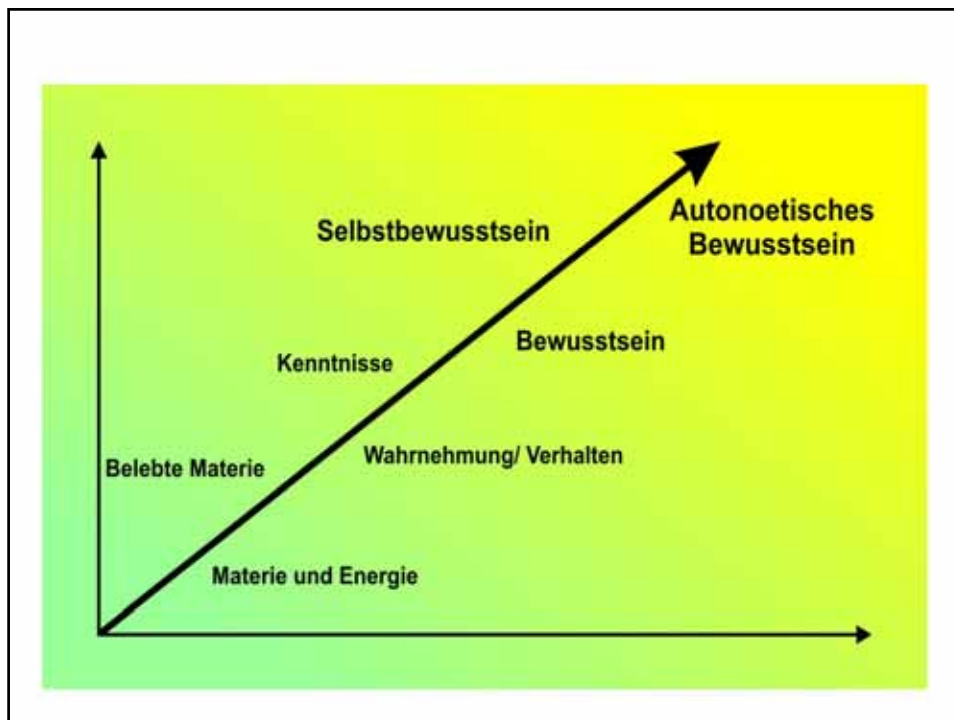 Selbstbewusstsein
Autonoetisches
Bewusstsein
Bewusstsein
Kenntnisse
Wahrnehmung/ Verhalten
Belebte Materie
Materie und Energie